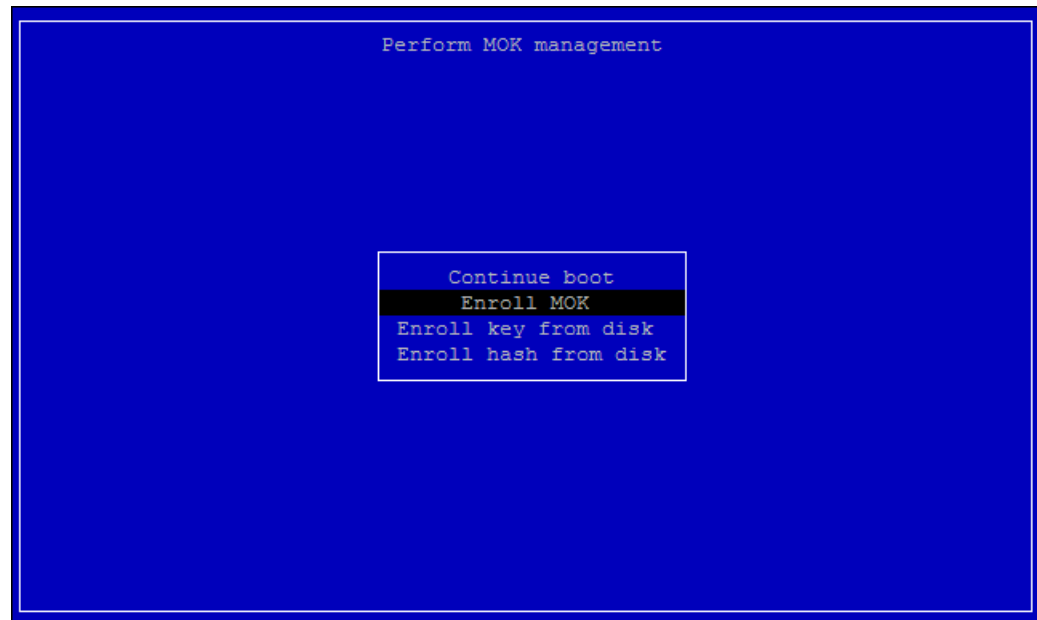 Perform MOK management
Continue boot
Enroll MOK
Enroll key from disk
Enroll hash from disk